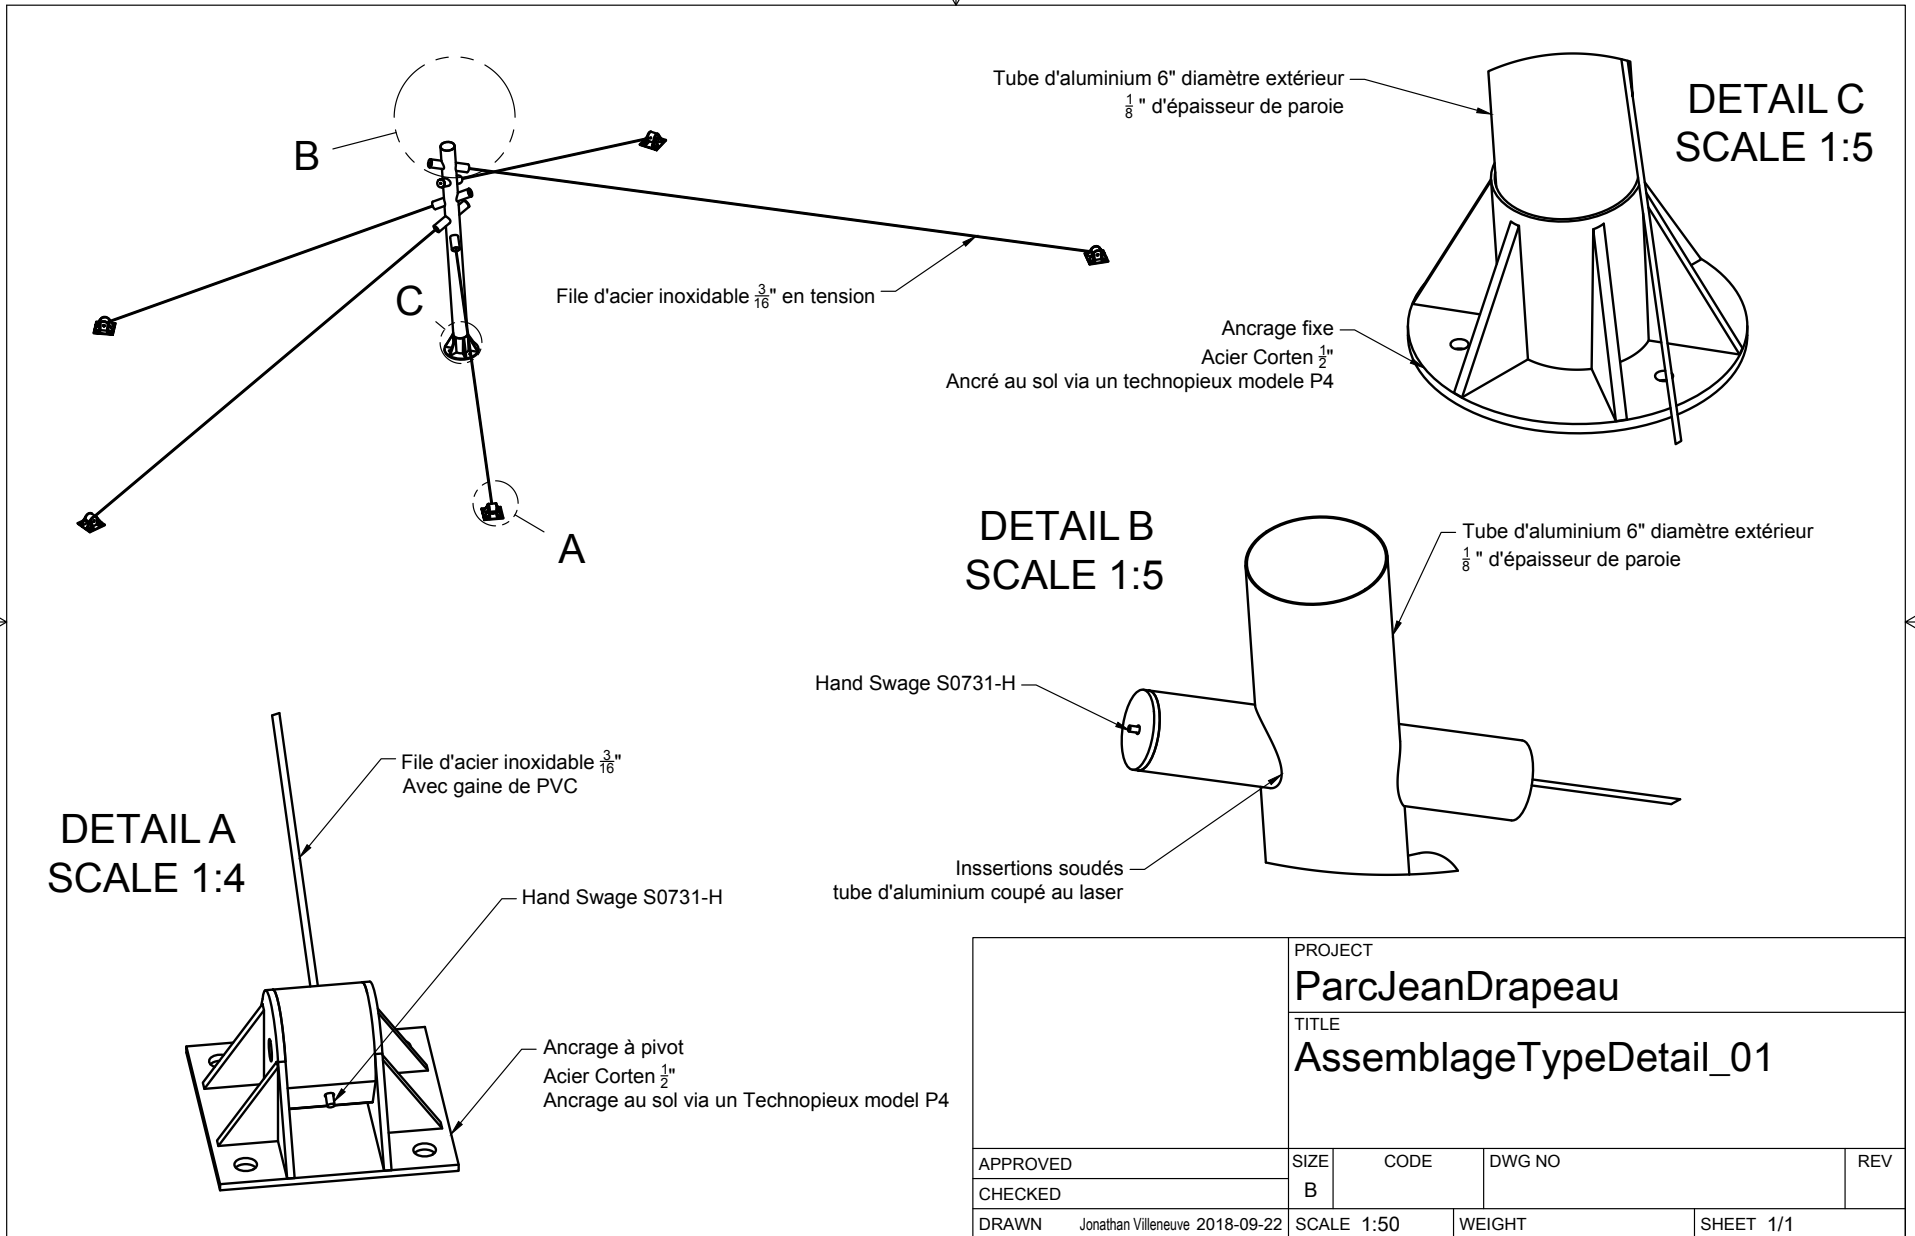 B
C
A
File d'acier inoxidable 3/16" en tension
Tube d'aluminium 6" diamètre extérieur
1/8 " d'épaisseur de paroie
DETAIL C
SCALE 1:5
Ancrage fixe
Acier Corten 1/2"
Ancré au sol via un technopieux modele P4
DETAIL B
SCALE 1:5
Tube d'aluminium 6" diamètre extérieur
1/8 " d'épaisseur de paroie
Hand Swage S0731-H
Inssertions soudés
tube d'aluminium coupé au laser
DETAIL A
SCALE 1:4
File d'acier inoxidable 3/16"
Avec gaine de PVC
Hand Swage S0731-H
Ancrage à pivot
Acier Corten 1/2"
Ancrage au sol via un Technopieux model P4
PROJECT
ParcJeanDrapeau
TITLE
AssemblageTypeDetail_01
APPROVED
CHECKED
DRAWN Jonathan Villeneuve 2018-09-22
SIZE
B
CODE
DWG NO
REV
SCALE 1:50
WEIGHT
SHEET 1/1